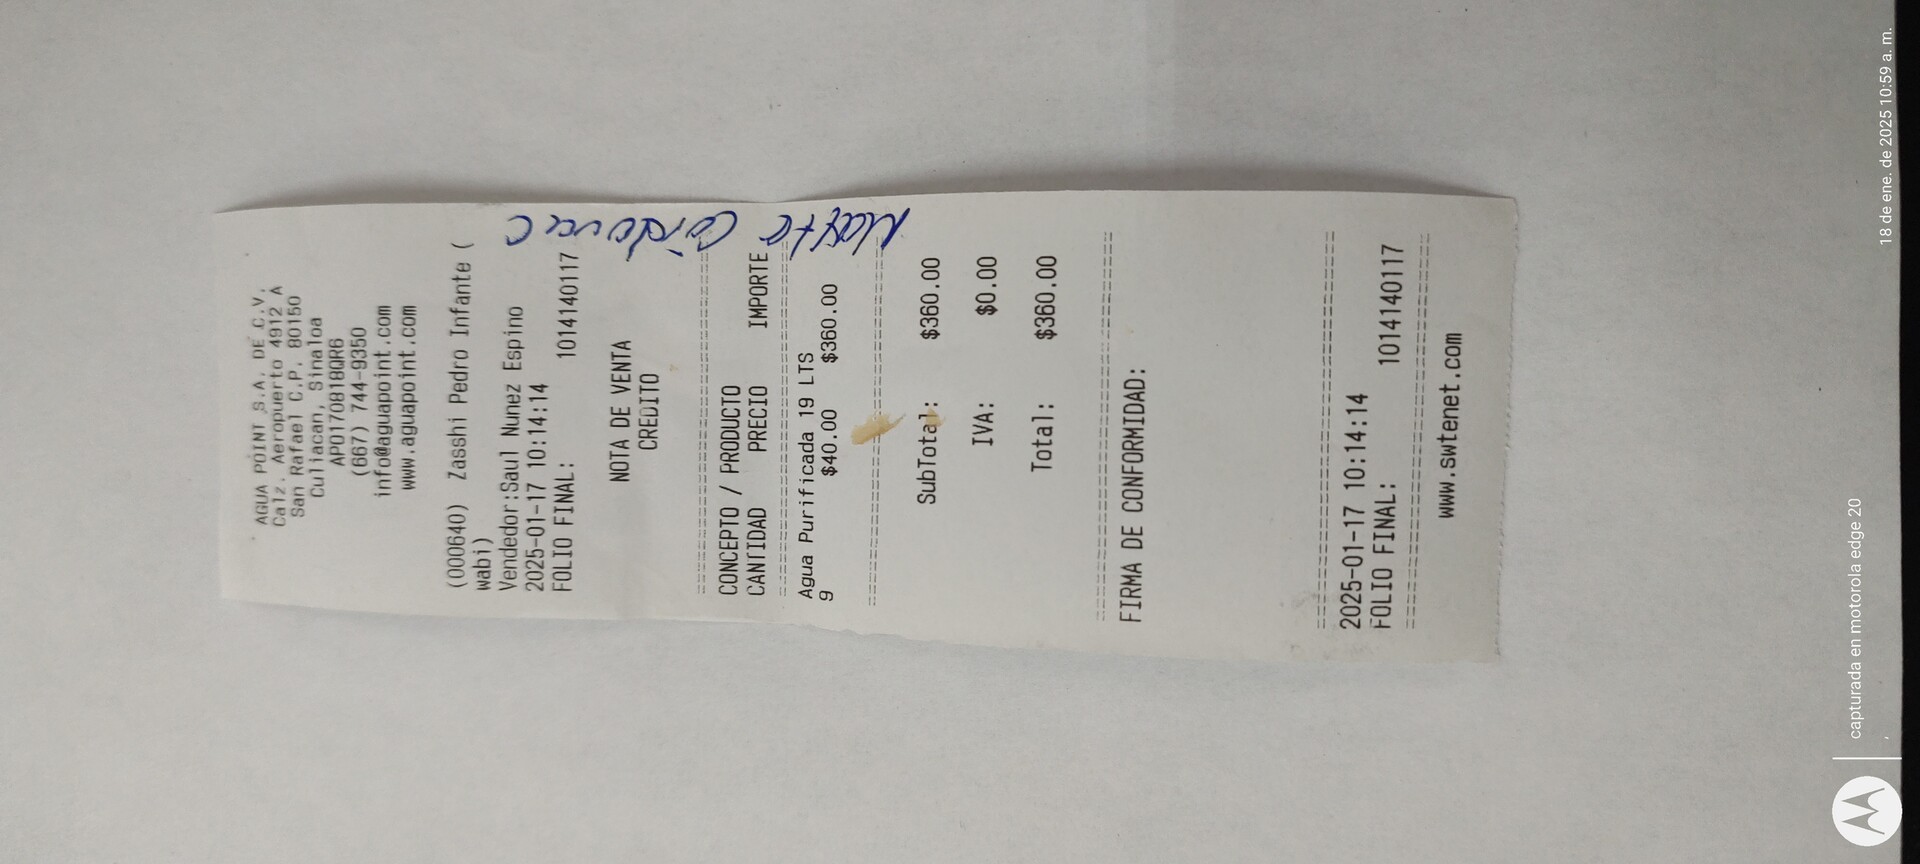 AGUA POINT S.A. DE C.V.
Calz. Aeropuerto 4912 A
San Rafael C.P. 80150
Culiacan, Sinaloa
APO170818QR6
(667) 744-9350
info@aguapoint.com
www.aguapoint.com
(000640) Zasshi Pedro Infante (
wabi)
Vendedor:Saul Nunez Espino
2025-01-17 10:14:14
FOLIO FINAL: 1014140117
NOTA DE VENTA
CREDITO
CONCEPTO / PRODUCTO
CANTIDAD PRECIO IMPORTE
Agua Purificada 19 LTS
9 $40.00 $360.00
SubTotal: $360.00
IVA: $0.00
Total: $360.00
FIRMA DE CONFORMIDAD:
2025-01-17 10:14:14
FOLIO FINAL: 1014140117
www.swtenet.com
capturada en motorola edge 20
18 de ene. de 2025 10:59 a. m.